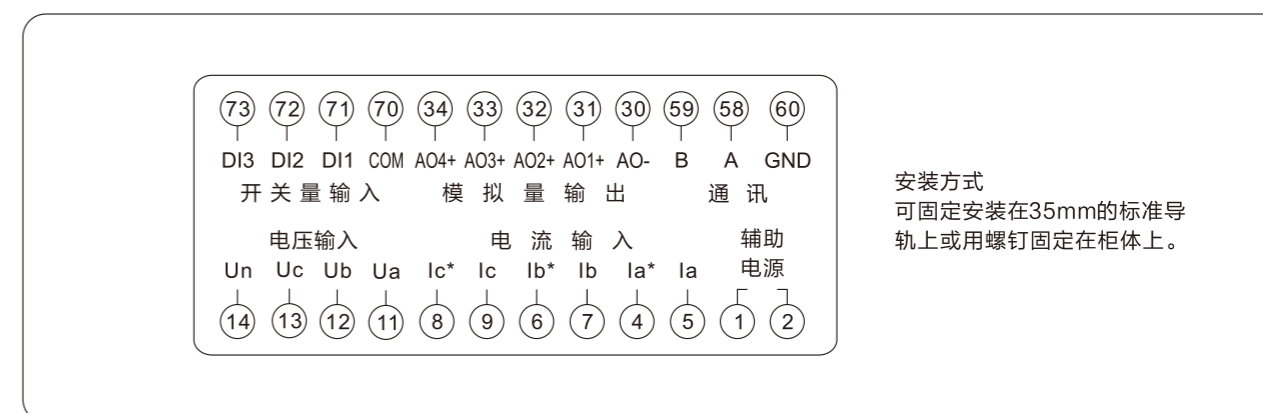 73 72 71 70 34 33 32 31 30 59 58 60
DI3 DI2 DI1 COM AO4+ AO3+ AO2+ AO1+ AO- B A GND
开关量输入 模拟量输出 通讯
电压输入 电流输入 辅助
电源
Un Uc Ub Ua Ic* Ic Ib* Ib Ia* Ia
14 13 12 11 8 9 6 7 4 5 1 2
安装方式
可固定安装在35mm的标准导
轨上或用螺钉固定在柜体上。